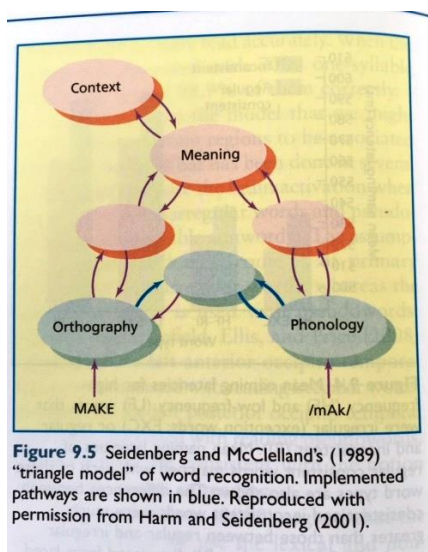 Context
Meaning
Orthography
Phonology
MAKE
/mAk/
Figure 9.5 Seidenberg and McClelland's (1989)
"triangle model" of word recognition. Implemented
pathways are shown in blue. Reproduced with
permission from Harm and Seidenberg (2001).